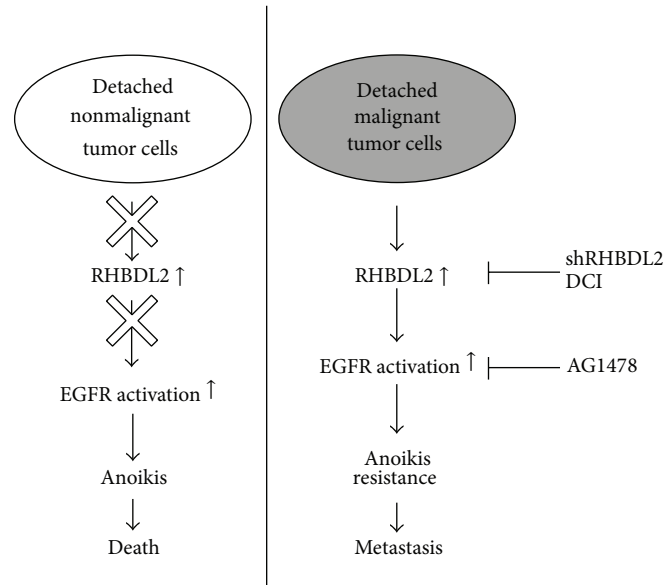 Detached
nonmalignant
tumor cells
RHBDL2 ↑
EGFR activation ↑
Anoikis
Death
Detached
malignant
tumor cells
RHBDL2 ↑
EGFR activation ↑
Anoikis
resistance
Metastasis
shRHBDL2
DCI
AG1478